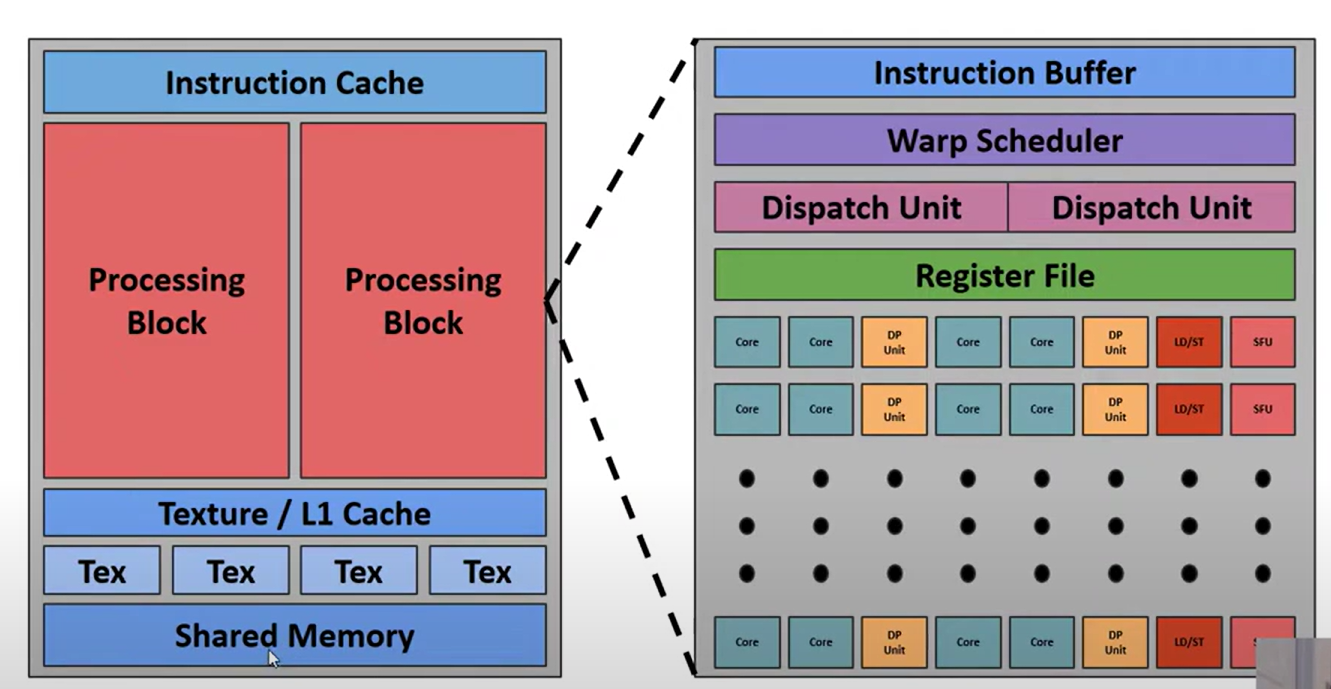 Instruction Cache
Processing
Block
Processing
Block
Texture / L1 Cache
Tex Tex Tex Tex
Shared Memory
Instruction Buffer
Warp Scheduler
Dispatch Unit Dispatch Unit
Register File
Core Core DP Unit Core Core DP Unit LD/ST SFU
Core Core DP Unit Core Core DP Unit LD/ST SFU
Core Core DP Unit Core Core DP Unit LD/ST